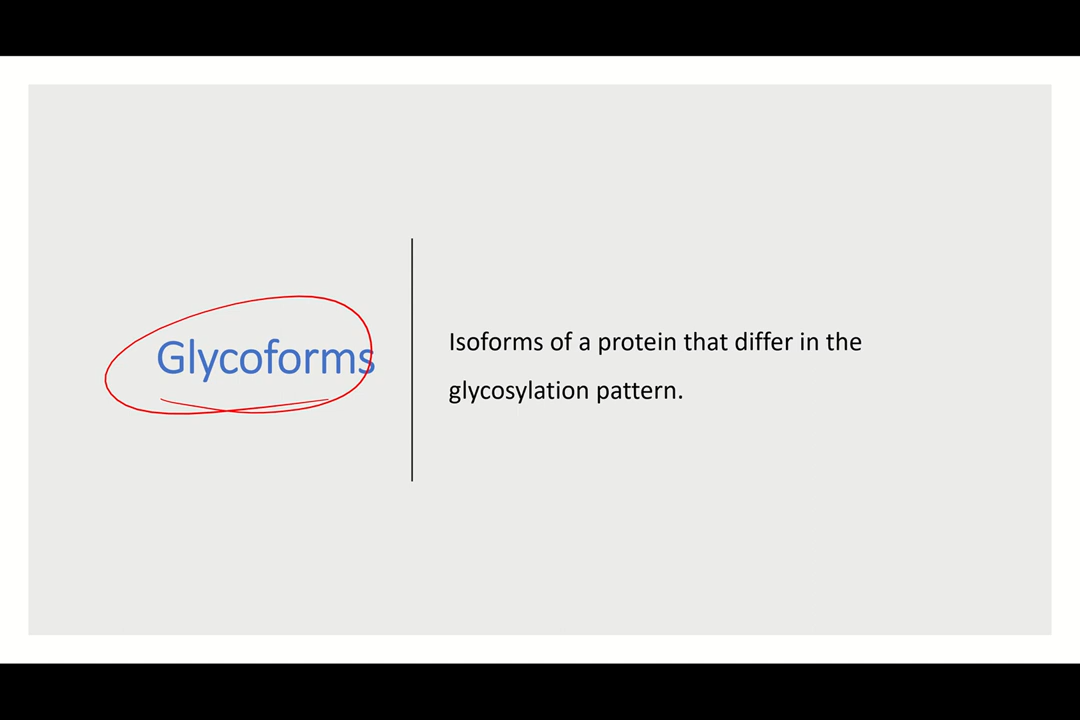 Glycoforms
Isoforms of a protein that differ in the
glycosylation pattern.